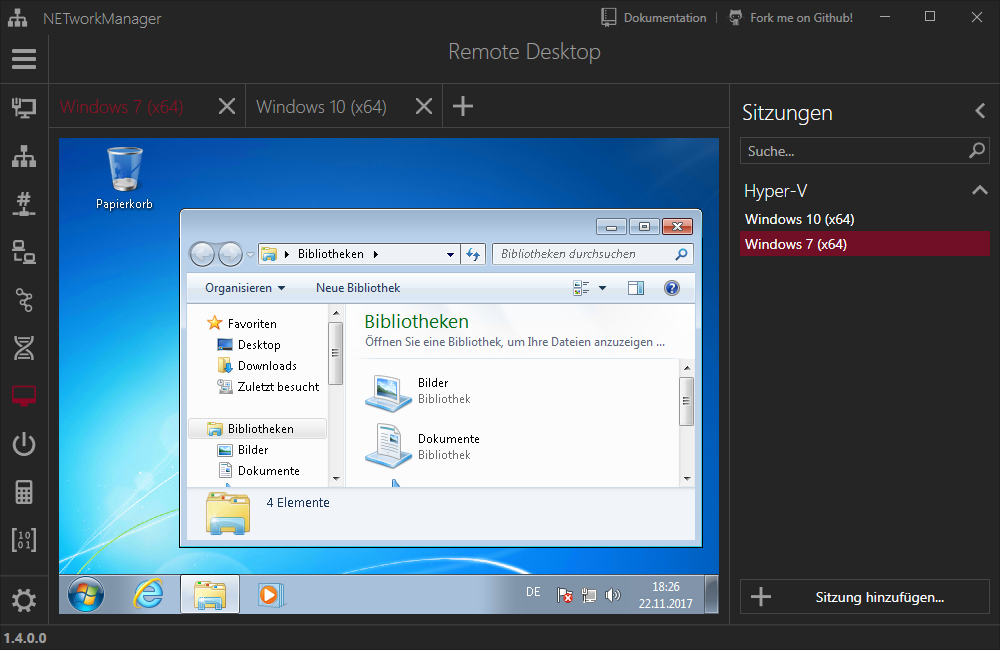 NETworkManager
Dokumentation
Fork me on Github!
Remote Desktop
Windows 7 (x64)
Windows 10 (x64)
Sitzungen
Suche...
Hyper-V
Windows 10 (x64)
Windows 7 (x64)
Papierkorb
Bibliotheken
Bibliotheken durchsuchen
Organisieren
Neue Bibliothek
Favoriten
Desktop
Downloads
Zuletzt besucht
Bibliotheken
Bilder
Dokumente
Bibliotheken
Öffnen Sie eine Bibliothek, um Ihre Dateien anzuzeigen ...
Bilder
Bibliothek
Dokumente
Bibliothek
4 Elemente
DE
18:26
22.11.2017
Sitzung hinzufügen...
1.4.0.0